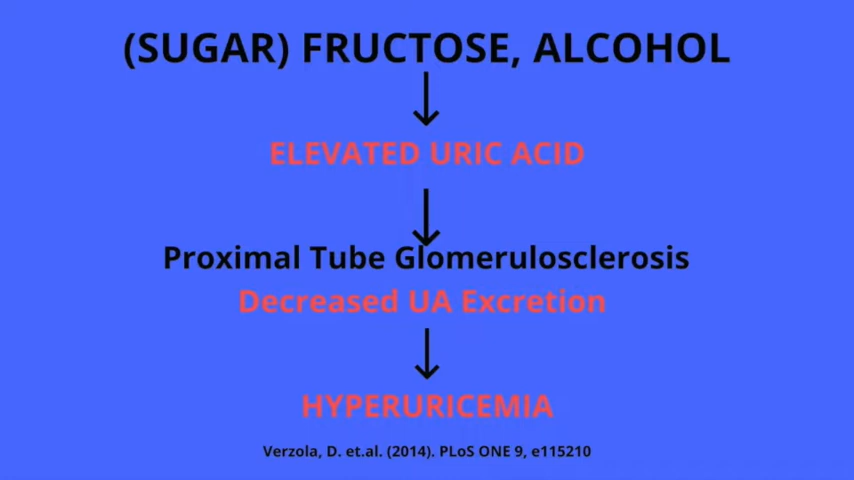 (SUGAR) FRUCTOSE, ALCOHOL
ELEVATED URIC ACID
Proximal Tube Glomerulosclerosis
Decreased UA Excretion
HYPERURICEMIA
Verzola, D. et.al. (2014). PLoS ONE 9, e115210